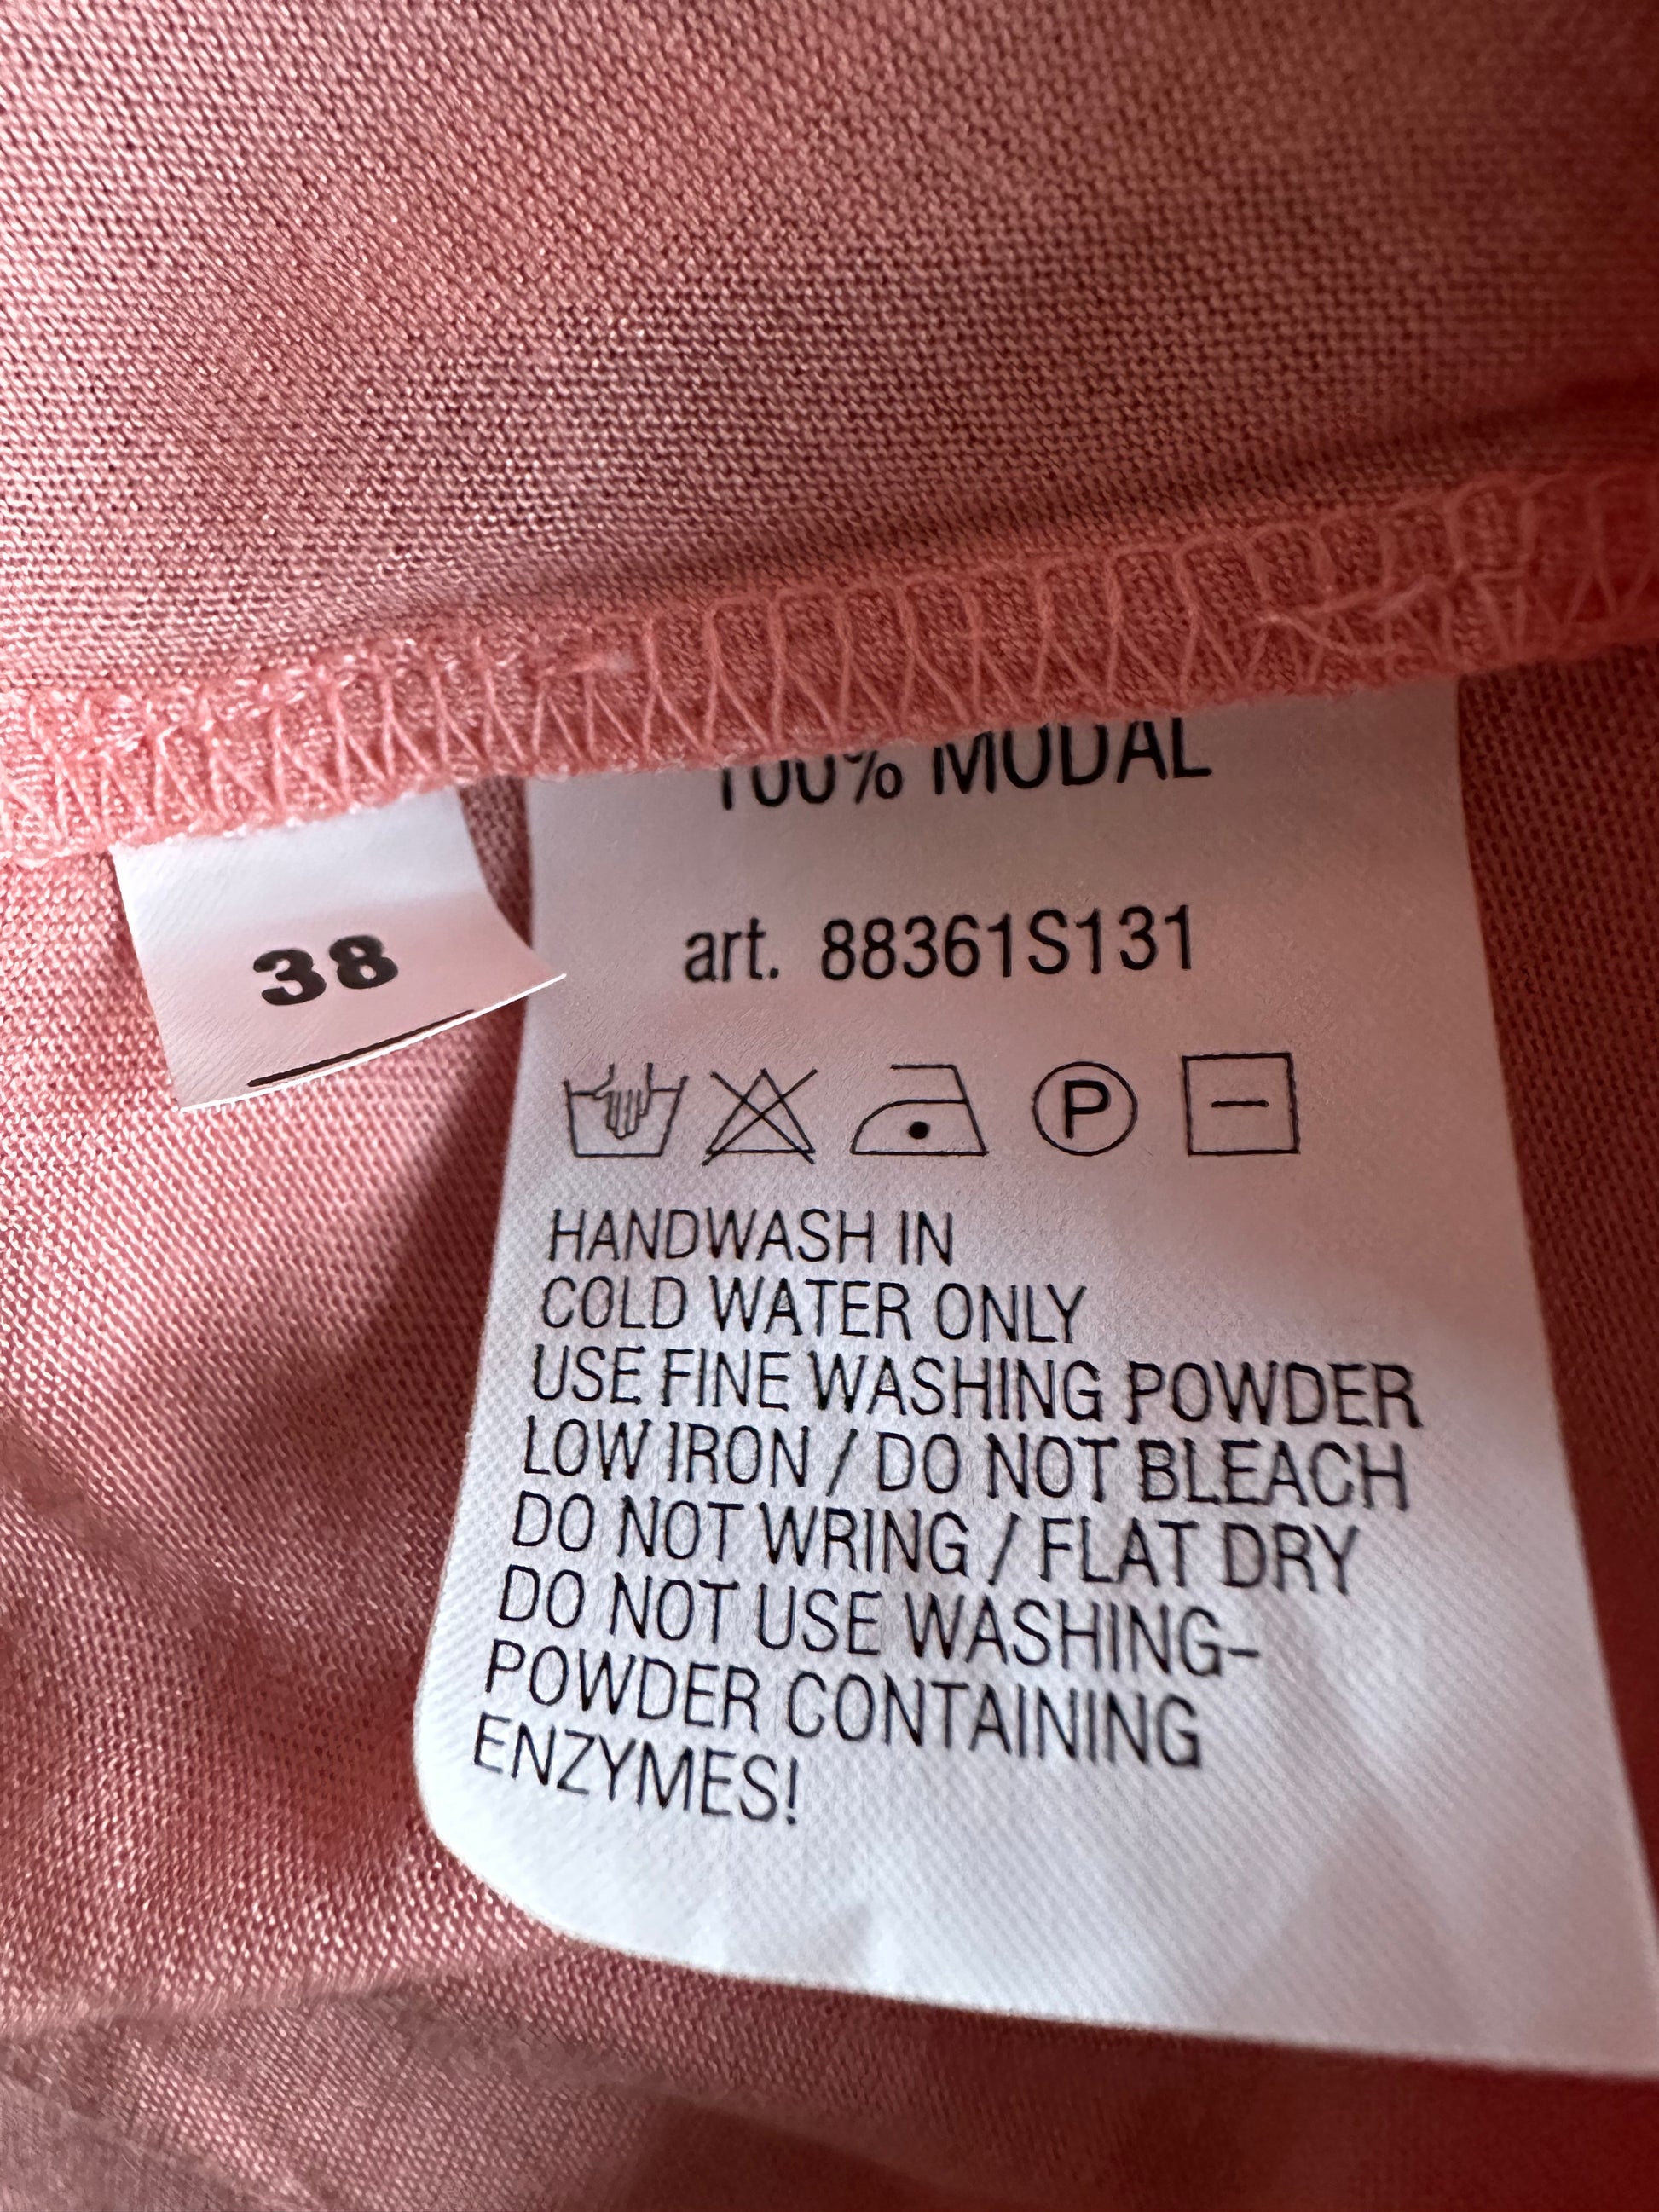 100% MODAL
38
art. 88361S131
P
HANDWASH IN
COLD WATER ONLY
USE FINE WASHING POWDER
LOW IRON / DO NOT BLEACH
DO NOT WRING / FLAT DRY
DO NOT USE WASHING-
POWDER CONTAINING
ENZYMES!